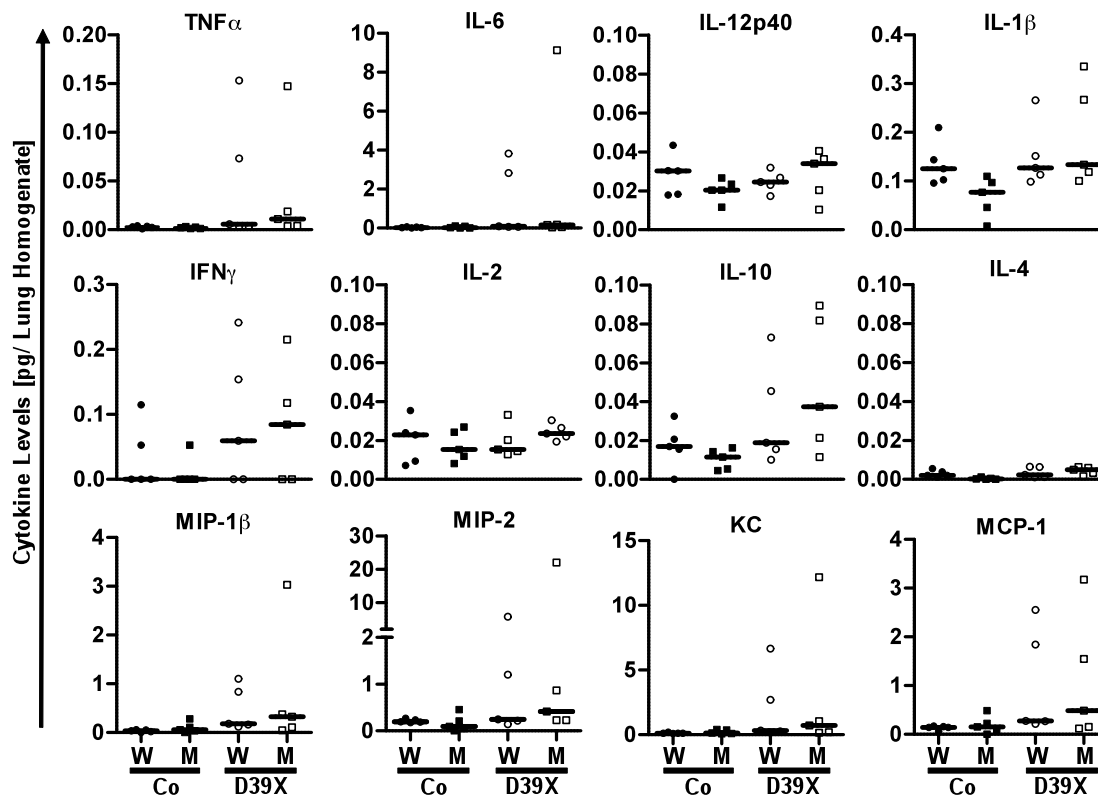 TNFα IL-6 IL-12p40 IL-1β
0.20 0.15 0.10 0.05 0.00
10 8 6 4 2 0
0.10 0.08 0.06 0.04 0.02 0.00
0.4 0.3 0.2 0.1 0.0
Cytokine Levels [pg/ Lung Homogenate]
IFNγ IL-2 IL-10 IL-4
0.3 0.2 0.1 0.0
0.10 0.08 0.06 0.04 0.02 0.00
0.10 0.08 0.06 0.04 0.02 0.00
0.10 0.08 0.06 0.04 0.02 0.00
MIP-1β MIP-2 KC MCP-1
4 3 2 1 0
30 20 10 2 1 0
15 10 5 0
4 3 2 1 0
W M W M W M W M W M W M W M W M
Co D39X Co D39X Co D39X Co D39X